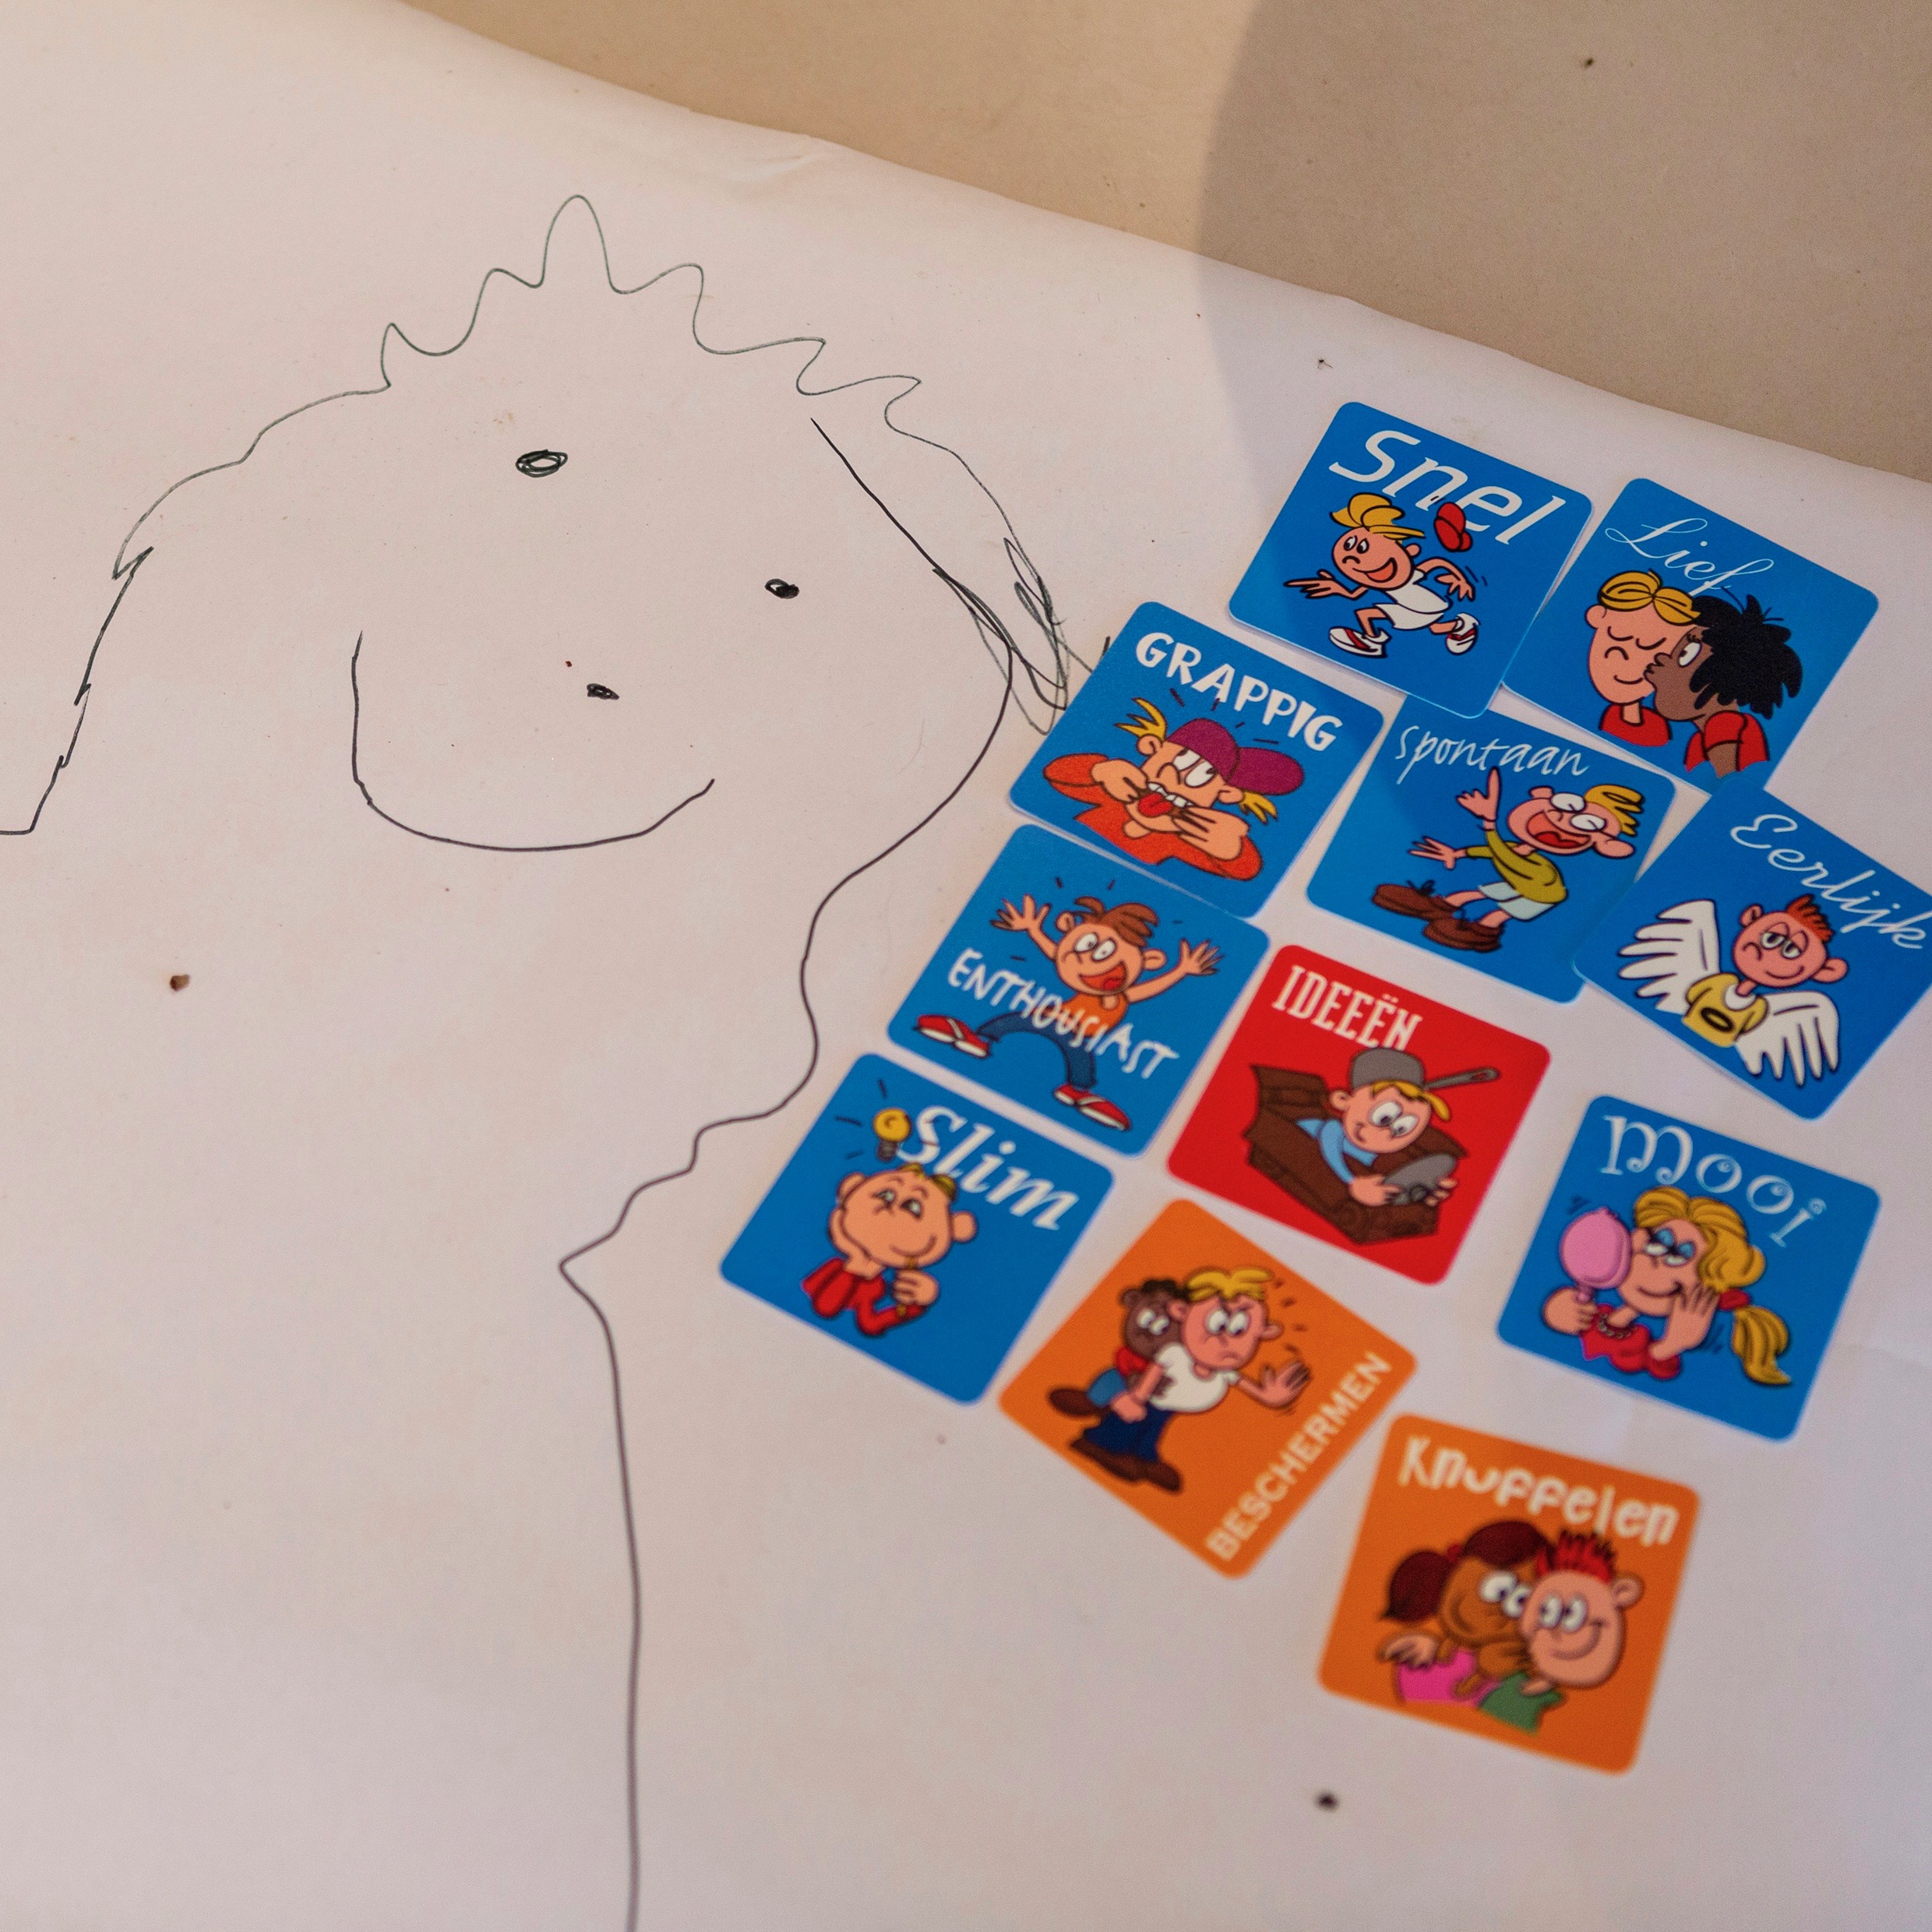 Snel
Lief
GRAPPIG
Spontaan
Eerlijk
ENTHOUSIAST
IDEEËN
Slim
Mooi
BESCHERMEN
Knuffelen